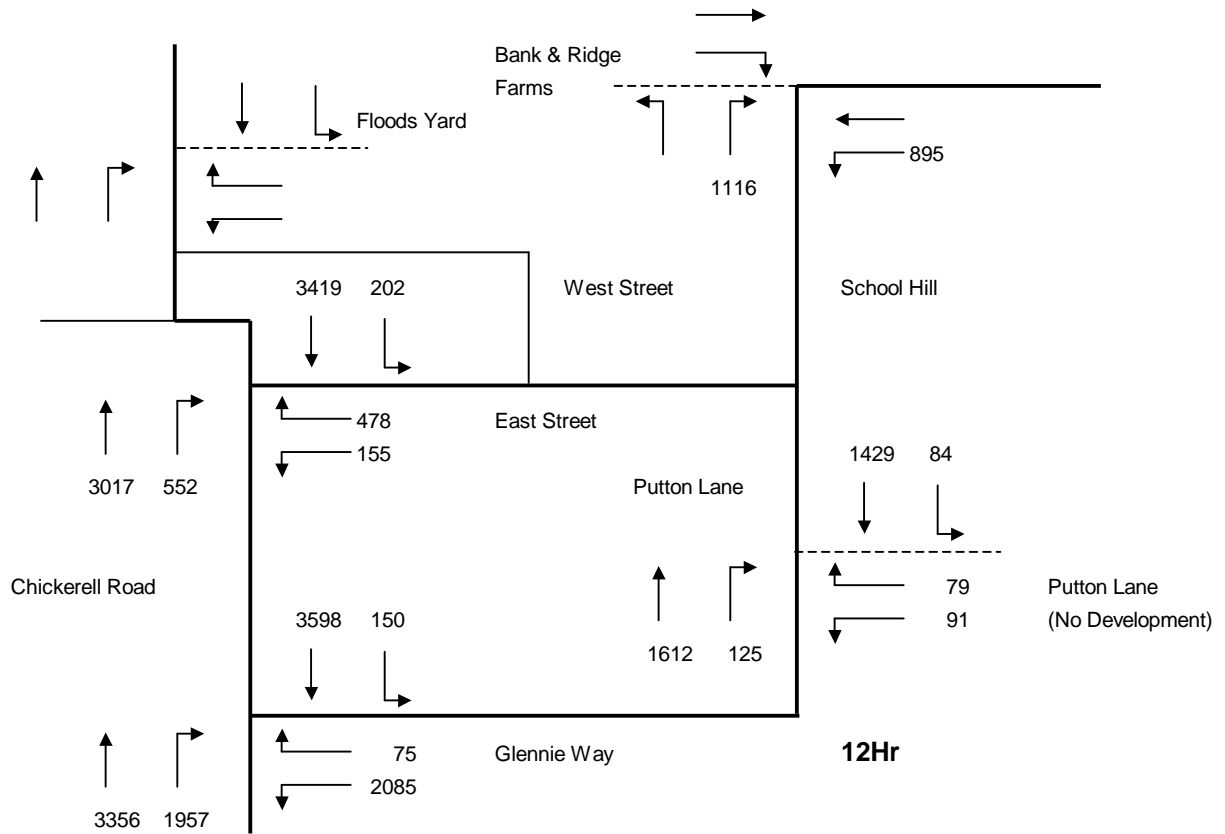 Bank & Ridge
Farms
Floods Yard
895
1116
3419 202
West Street
School Hill
478
East Street
155
1429 84
3017 552
Putton Lane
Chickerell Road
79
Putton Lane
91
(No Development)
3598 150
1612 125
75
Glennie Way
12Hr
2085
3356 1957